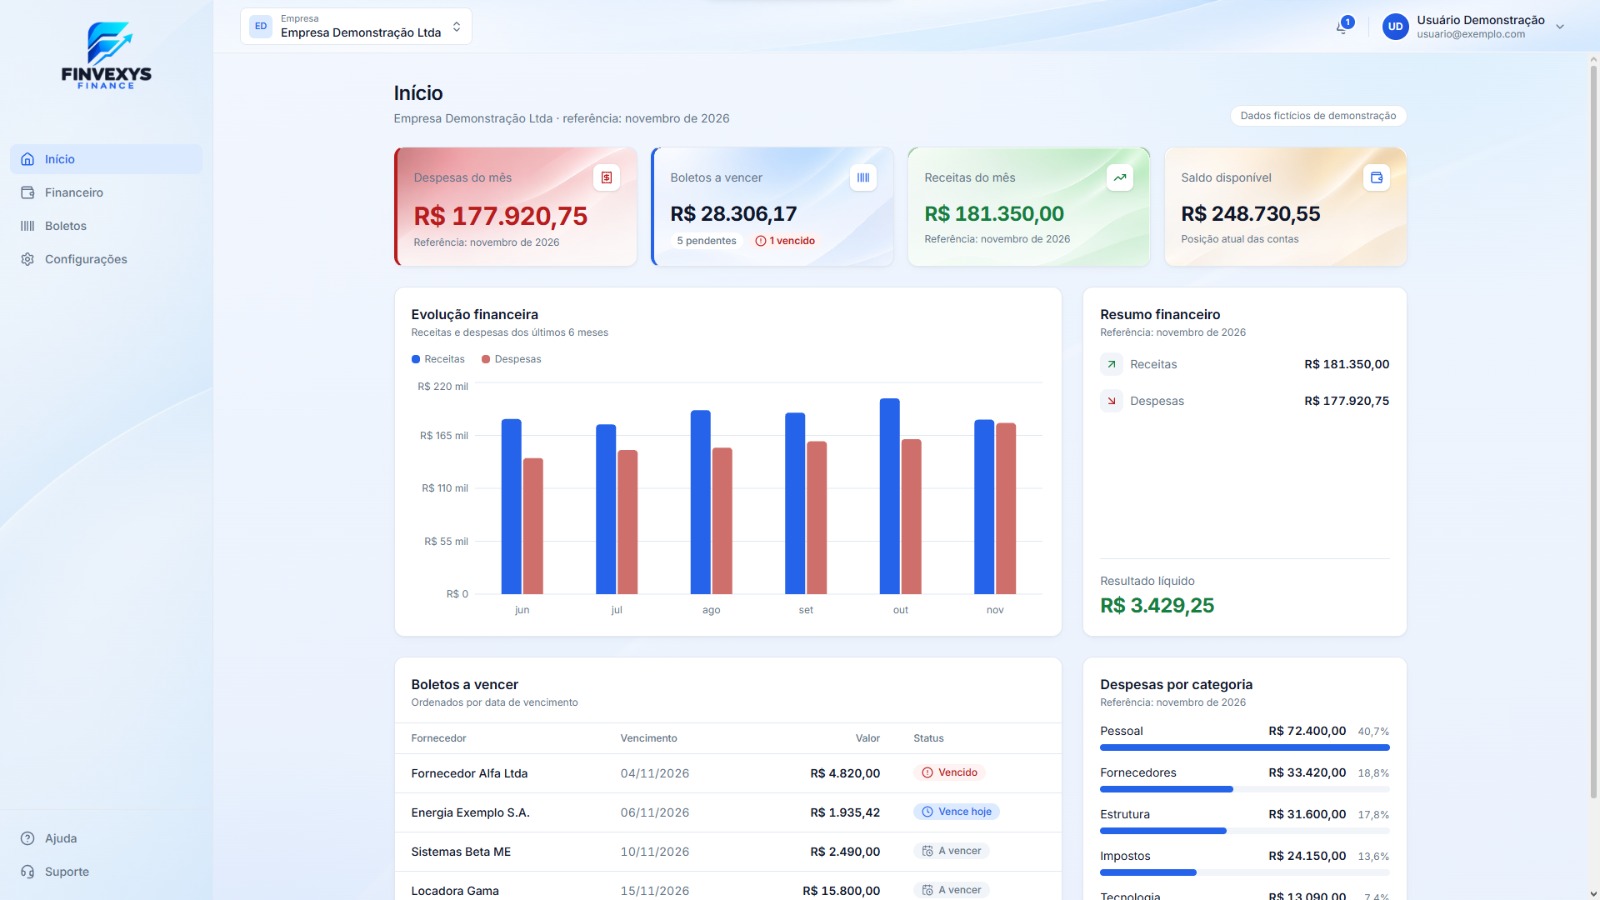 FINVEXYS
FINANCE
Início
Financeiro
Boletos
Configurações
Ajuda
Suporte
ED
Empresa
Empresa Demonstração Ltda
1
UD
Usuário Demonstração
usuario@exemplo.com
Início
Empresa Demonstração Ltda · referência: novembro de 2026
Dados fictícios de demonstração
Despesas do mês
R$ 177.920,75
Referência: novembro de 2026
Boletos a vencer
R$ 28.306,17
5 pendentes
1 vencido
Receitas do mês
R$ 181.350,00
Referência: novembro de 2026
Saldo disponível
R$ 248.730,55
Posição atual das contas
Evolução financeira
Receitas e despesas dos últimos 6 meses
Receitas
Despesas
R$ 220 mil
R$ 165 mil
R$ 110 mil
R$ 55 mil
R$ 0
jun
jul
ago
set
out
nov
Resumo financeiro
Referência: novembro de 2026
Receitas R$ 181.350,00
Despesas R$ 177.920,75
Resultado líquido
R$ 3.429,25
Boletos a vencer
Ordenados por data de vencimento
Fornecedor Vencimento Valor Status
Fornecedor Alfa Ltda 04/11/2026 R$ 4.820,00 Vencido
Energia Exemplo S.A. 06/11/2026 R$ 1.935,42 Vence hoje
Sistemas Beta ME 10/11/2026 R$ 2.490,00 A vencer
Locadora Gama 15/11/2026 R$ 15.800,00 A vencer
Despesas por categoria
Referência: novembro de 2026
Pessoal R$ 72.400,00 40,7%
Fornecedores R$ 33.420,00 18,8%
Estrutura R$ 31.600,00 17,8%
Impostos R$ 24.150,00 13,6%
Tecnologia R$ 13.090,00 7,4%